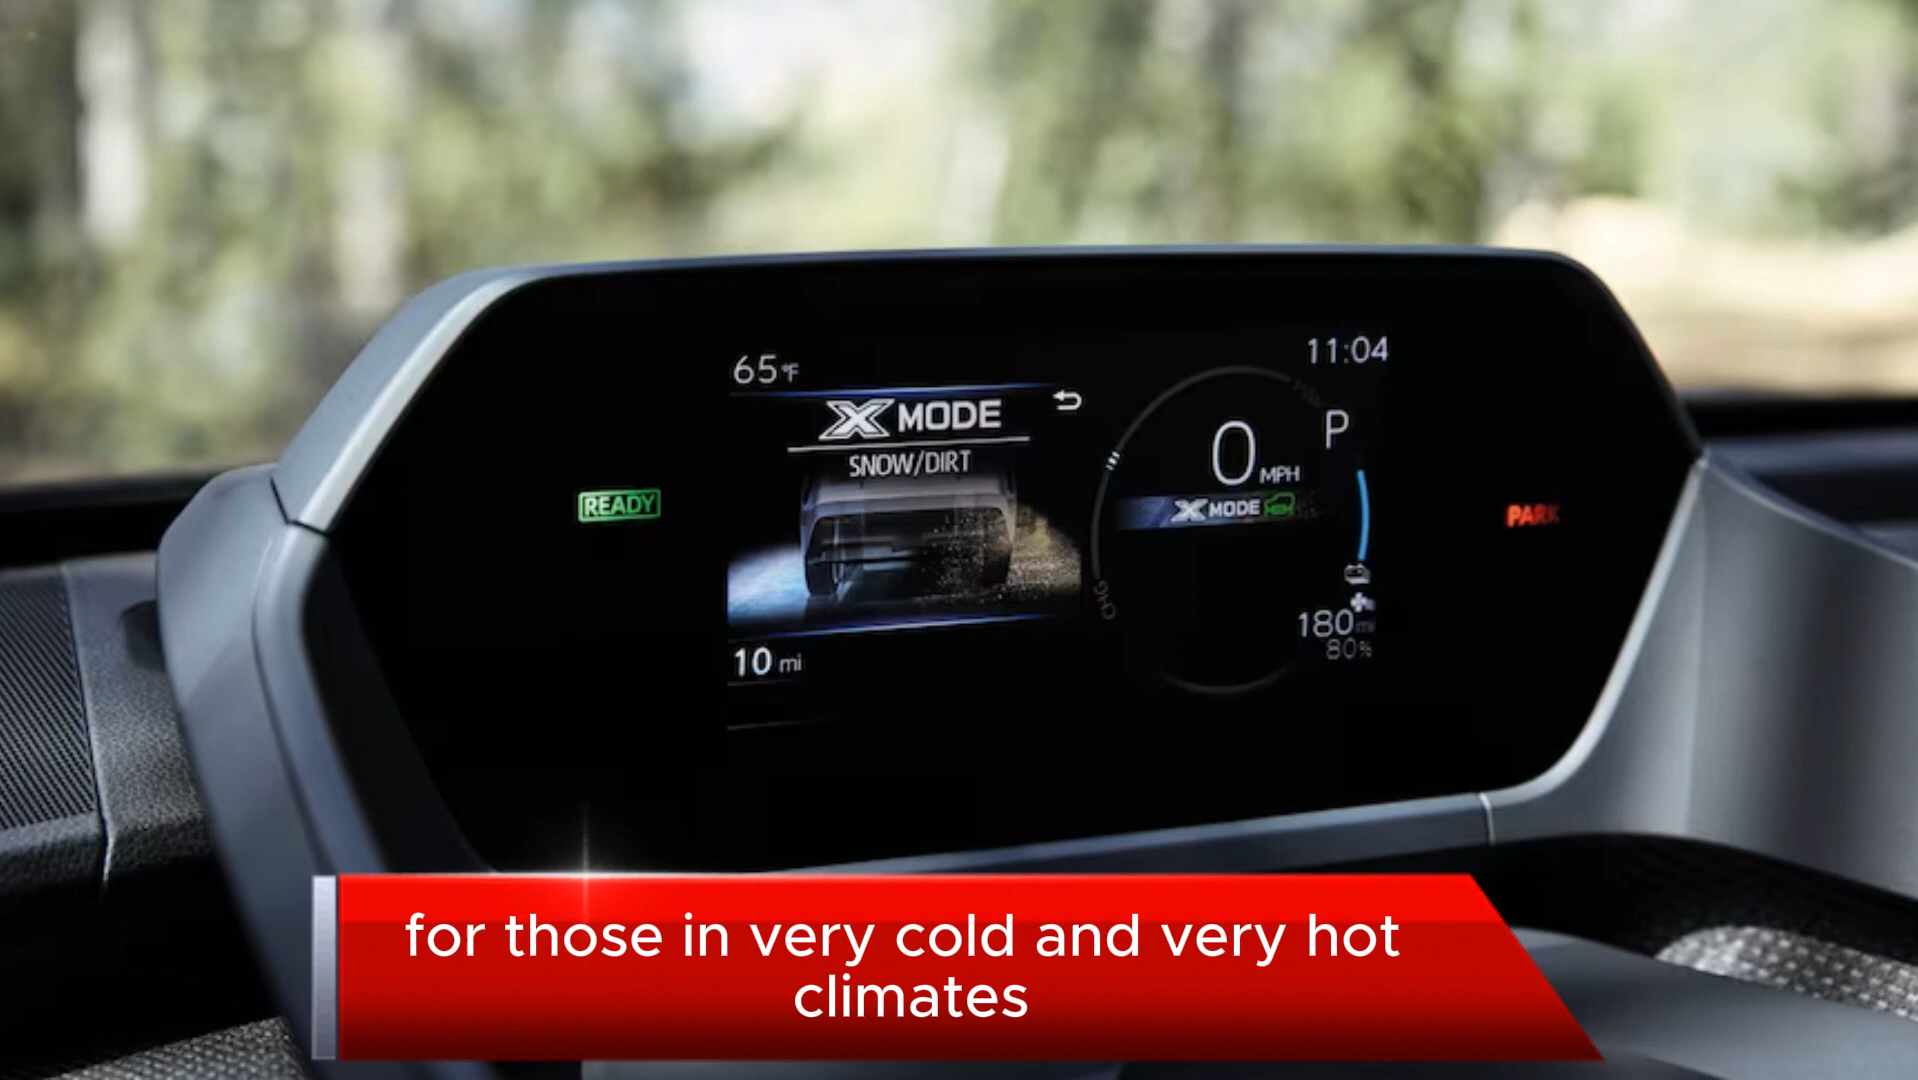 65°F
11:04
X MODE
SNOW/DIRT
0 MPH
P
READY
X MODE
PARK
CHG
180 mi
80%
10 mi
for those in very cold and very hot
climates